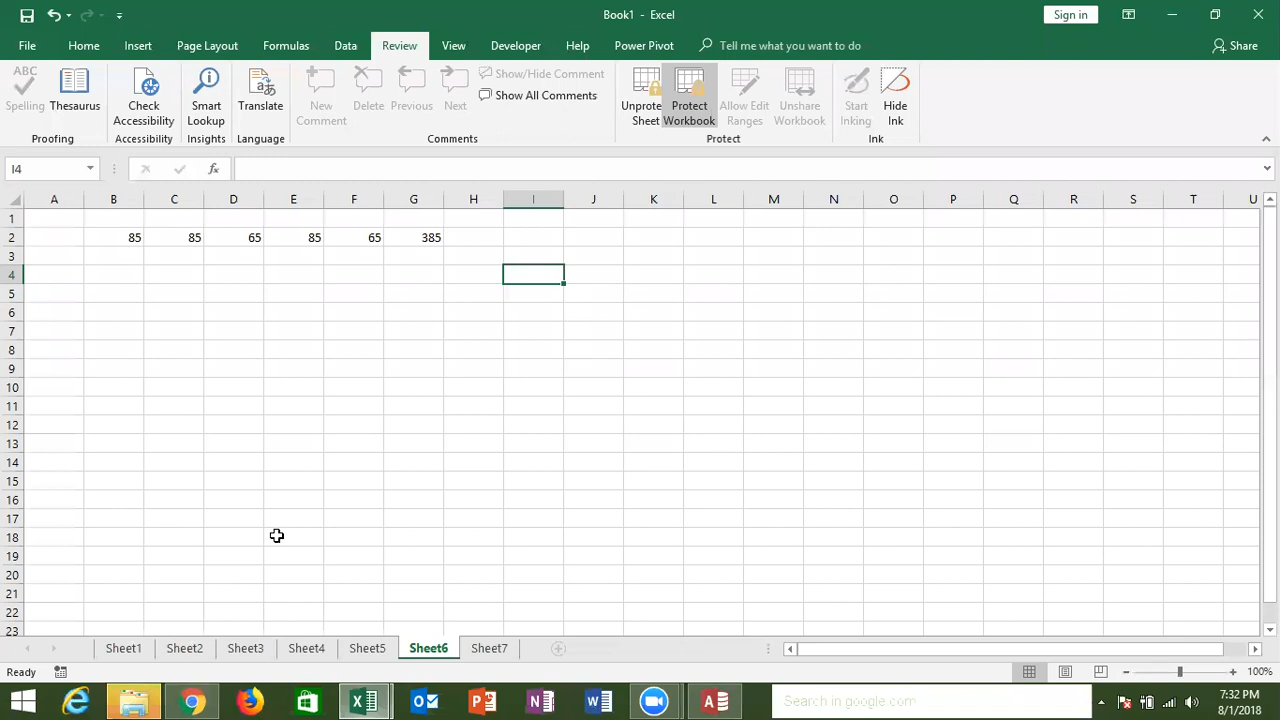 Book1 - Excel
Sign in
File Home Insert Page Layout Formulas Data Review View Developer Help Power Pivot Tell me what you want to do Share
ABC
Spelling
Thesaurus
Proofing
Check Accessibility
Accessibility
Smart Lookup
Insights
Translate
Language
New Comment
Delete
Previous
Next
Show/Hide Comment
Show All Comments
Comments
Unprote Sheet
Protect Workbook
Allow Edit Ranges
Unshare Workbook
Protect
Start Inking
Hide Ink
Ink
I4
fx
A B C D E F G H I J K L M N O P Q R S T U
1
2 85 85 65 85 65 385
3
4
5
6
7
8
9
10
11
12
13
14
15
16
17
18
19
20
21
22
23
Sheet1 Sheet2 Sheet3 Sheet4 Sheet5 Sheet6 Sheet7
Ready
100%
Search in google.com
7:32 PM
8/1/2018